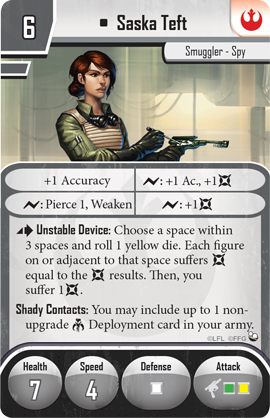 6
Saska Teft
Smuggler - Spy
+1 Accuracy
: +1 Ac., +1
: Pierce 1, Weaken
: +1
Unstable Device: Choose a space within
3 spaces and roll 1 yellow die. Each figure
on or adjacent to that space suffers
equal to the results. Then, you
suffer 1.
Shady Contacts: You may include up to 1 non-
upgrade Deployment card in your army.
©LFL ©FFG
Health
Speed
Defense
Attack
7
4